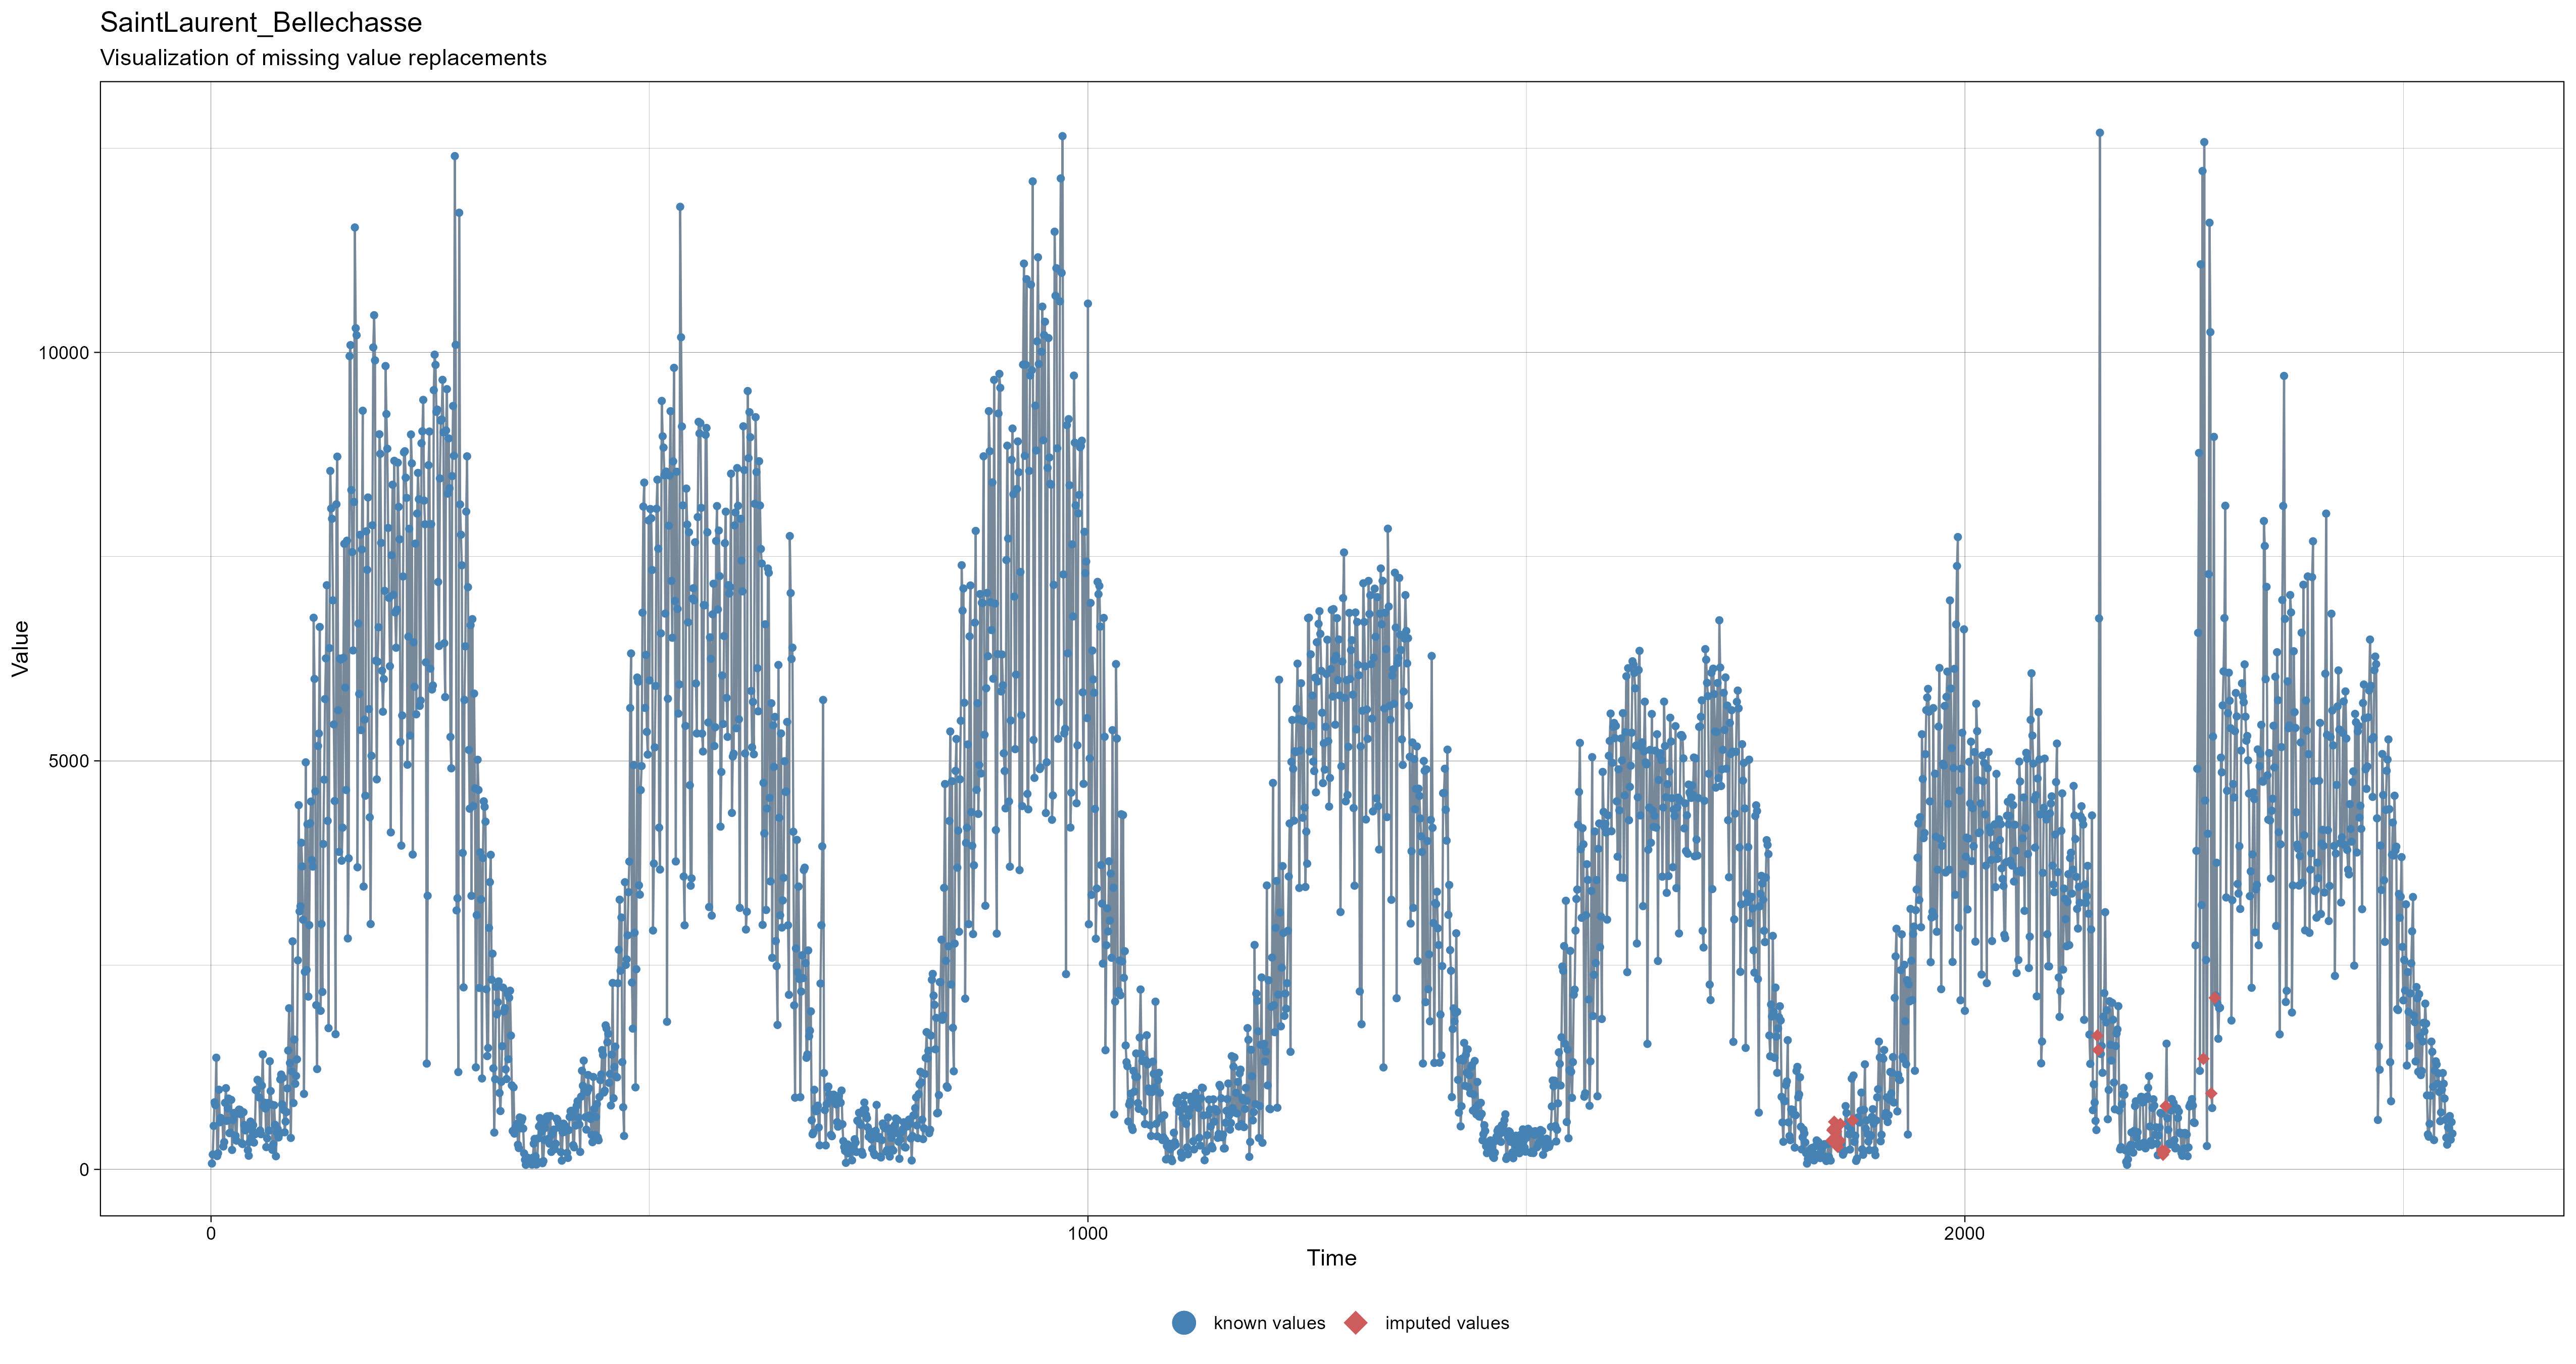 SaintLaurent_Bellechasse
Visualization of missing value replacements
Value
10000
5000
0
0
1000
2000
Time
known values
imputed values